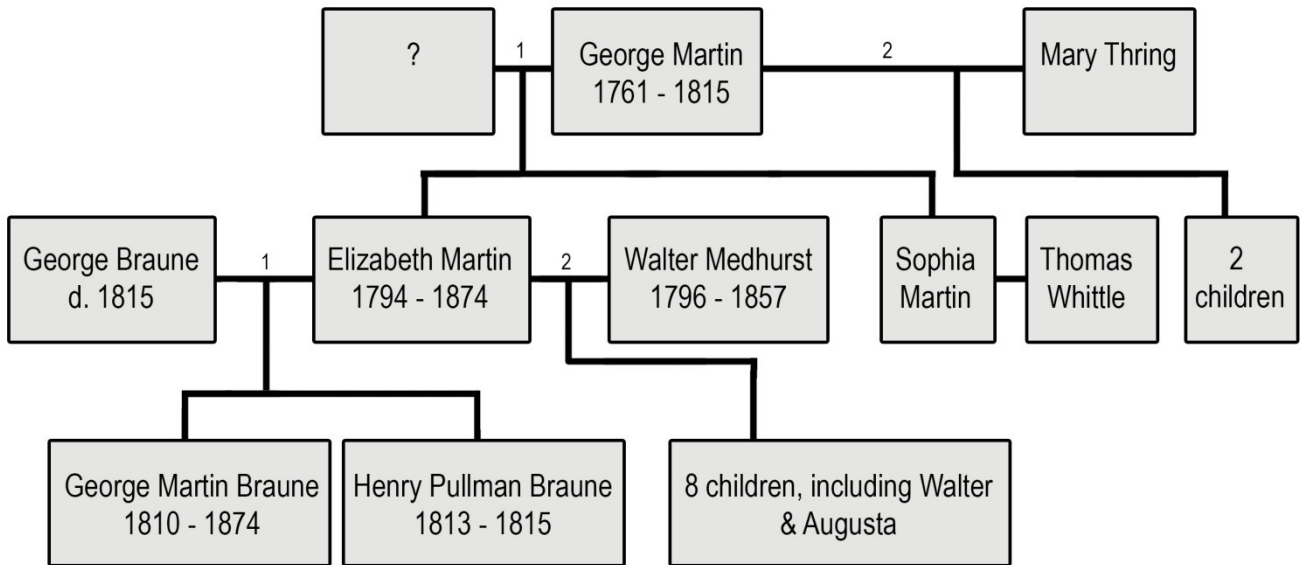 ?
1
George Martin
1761 - 1815
2
Mary Thring
George Braune
d. 1815
1
Elizabeth Martin
1794 - 1874
2
Walter Medhurst
1796 - 1857
Sophia
Martin
Thomas
Whittle
2
children
George Martin Braune
1810 - 1874
Henry Pullman Braune
1813 - 1815
8 children, including Walter
& Augusta